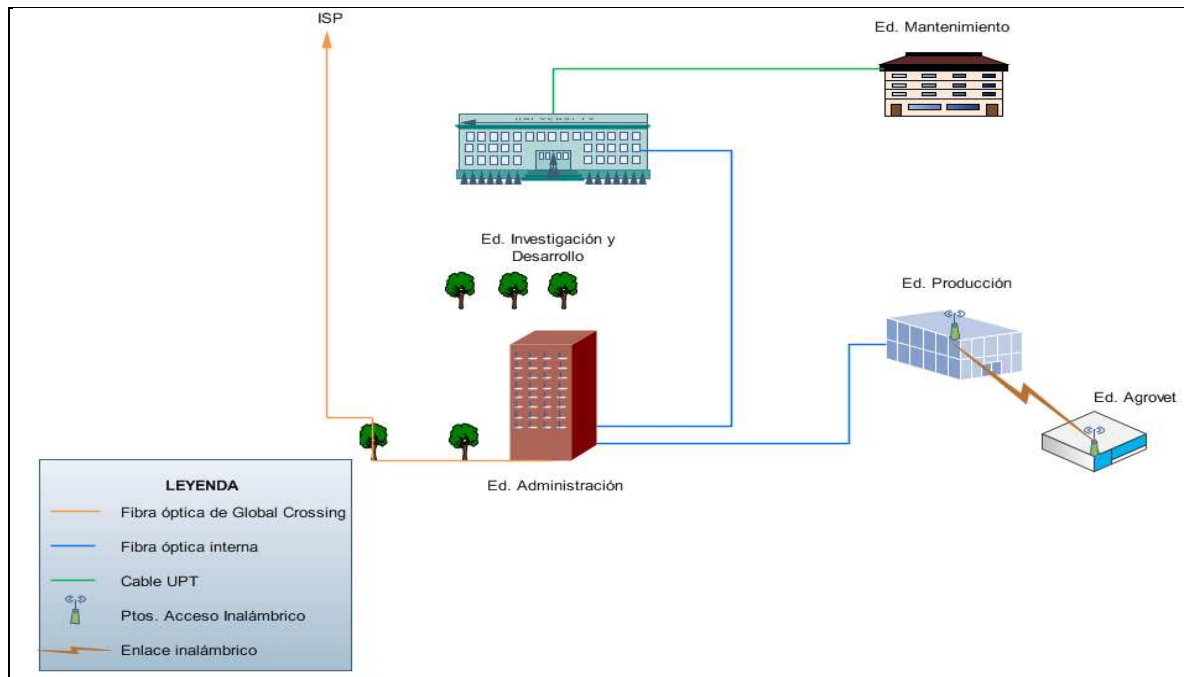 ISP
Ed. Mantenimiento
UNIVERSITY
Ed. Investigación y
Desarrollo
Ed. Producción
Ed. Agrovet
Ed. Administración
LEYENDA
Fibra óptica de Global Crossing
Fibra óptica interna
Cable UPT
Ptos. Acceso Inalámbrico
Enlace inalámbrico